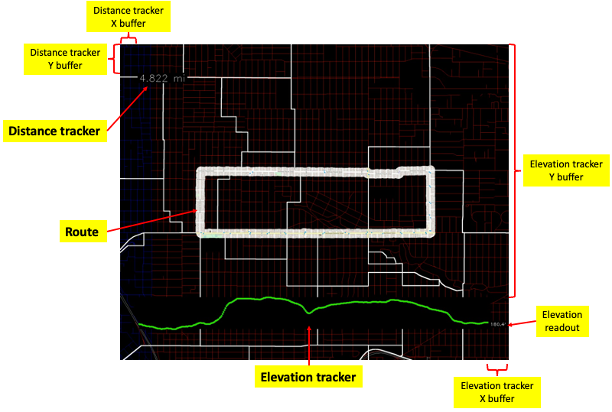 Distance tracker
X buffer
Distance tracker
Y buffer
4.822 mi
Distance tracker
Elevation tracker
Y buffer
Route
Elevation
readout
180.4
Elevation tracker
Elevation tracker
X buffer